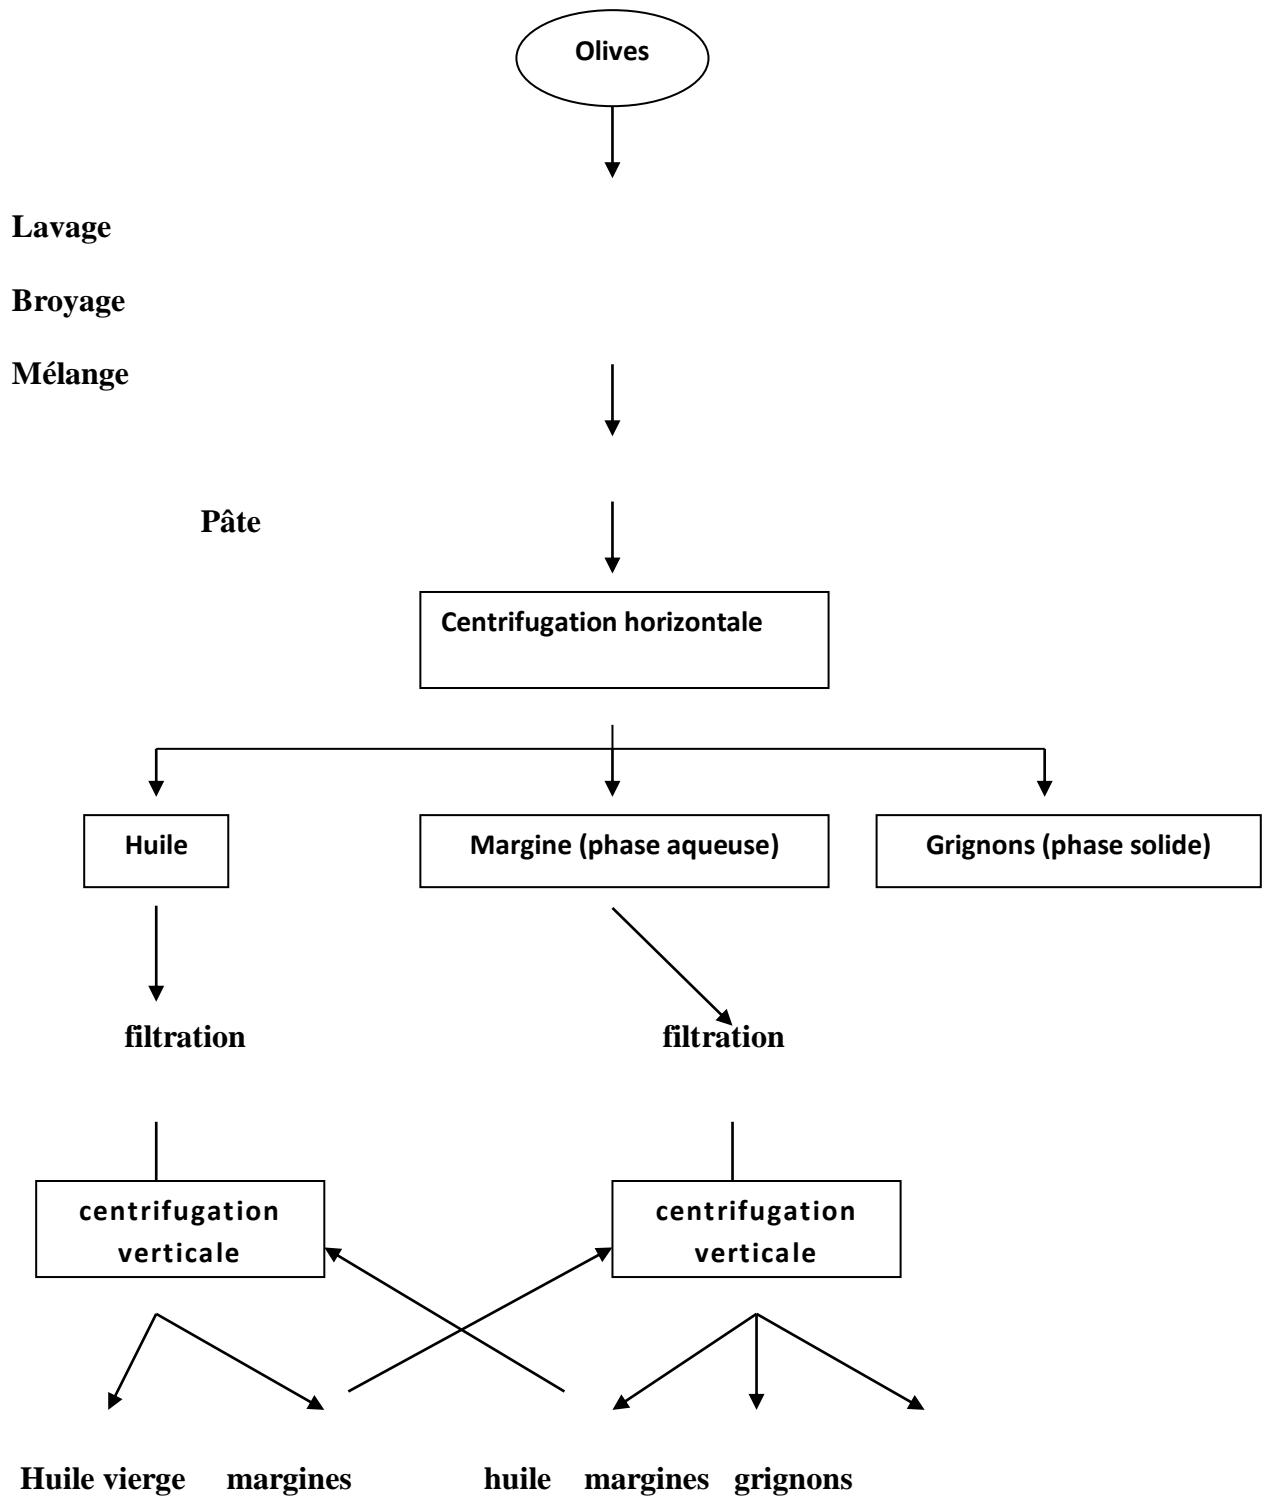 Olives
Lavage
Broyage
Mélange
Pâte
Centrifugation horizontale
Huile
Margine (phase aqueuse)
Grignons (phase solide)
filtration
filtration
centrifugation
verticale
centrifugation
verticale
Huile vierge margines huile margines grignons